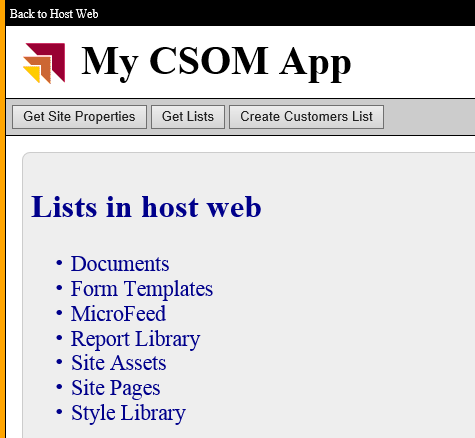 Back to Host Web
My CSOM App
Get Site Properties Get Lists Create Customers List
Lists in host web
• Documents
• Form Templates
• MicroFeed
• Report Library
• Site Assets
• Site Pages
• Style Library